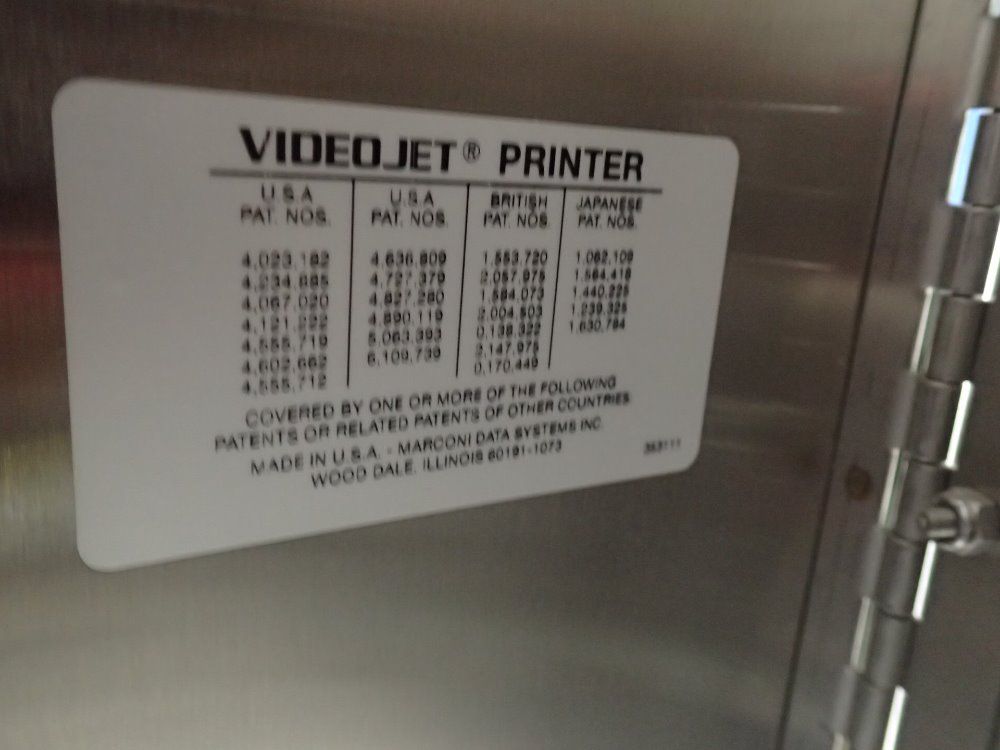 VIDEOJET® PRINTER
U.S.A U.S.A BRITISH JAPANESE
PAT. NOS. PAT. NOS. PAT. NOS. PAT. NOS.
4,023,182 4,636,809 1,553,720 1,062,109
4,234,885 4,727,379 2,057,975 1,564,418
4,067,020 4,827,280 1,584,073 1,440,225
4,121,222 4,890,119 2,004,503 1,239,325
4,555,719 5,063,393 0,138,322 1,630,794
4,602,662 6,109,739 2,147,975
4,555,712 0,170,449
COVERED BY ONE OR MORE OF THE FOLLOWING
PATENTS OR RELATED PATENTS OF OTHER COUNTRIES
MADE IN U.S.A. - MARCONI DATA SYSTEMS INC.
WOOD DALE, ILLINOIS 60191-1073